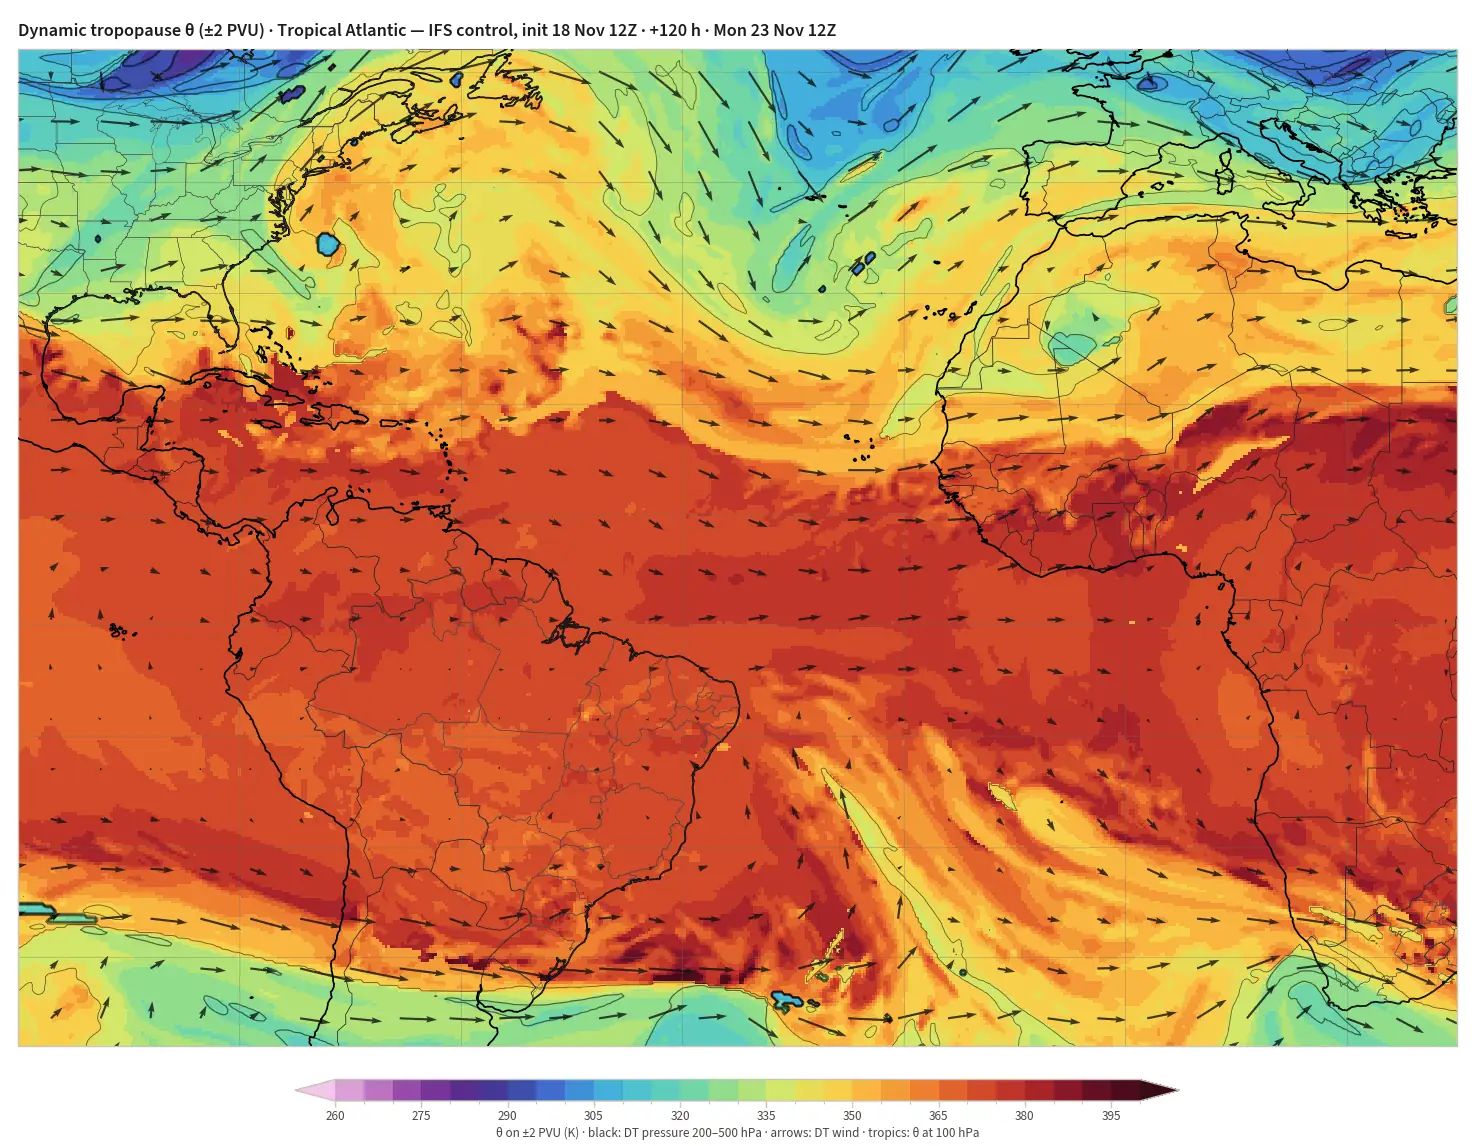 Dynamic tropopause θ (±2 PVU) · Tropical Atlantic — IFS control, init 18 Nov 12Z · +120 h · Mon 23 Nov 12Z
260 275 290 305 320 335 350 365 380 395
θ on ±2 PVU (K) · black: DT pressure 200–500 hPa · arrows: DT wind · tropics: θ at 100 hPa